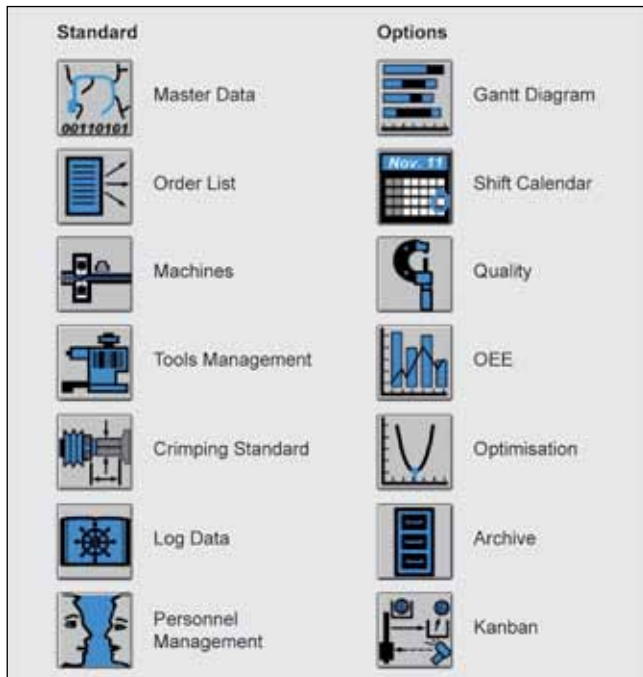 Standard
00110101
Master Data
Order List
Machines
Tools Management
Crimping Standard
Log Data
Personnel
Management
Options
Gantt Diagram
Nov. 11
Shift Calendar
Quality
OEE
Optimisation
Archive
Kanban